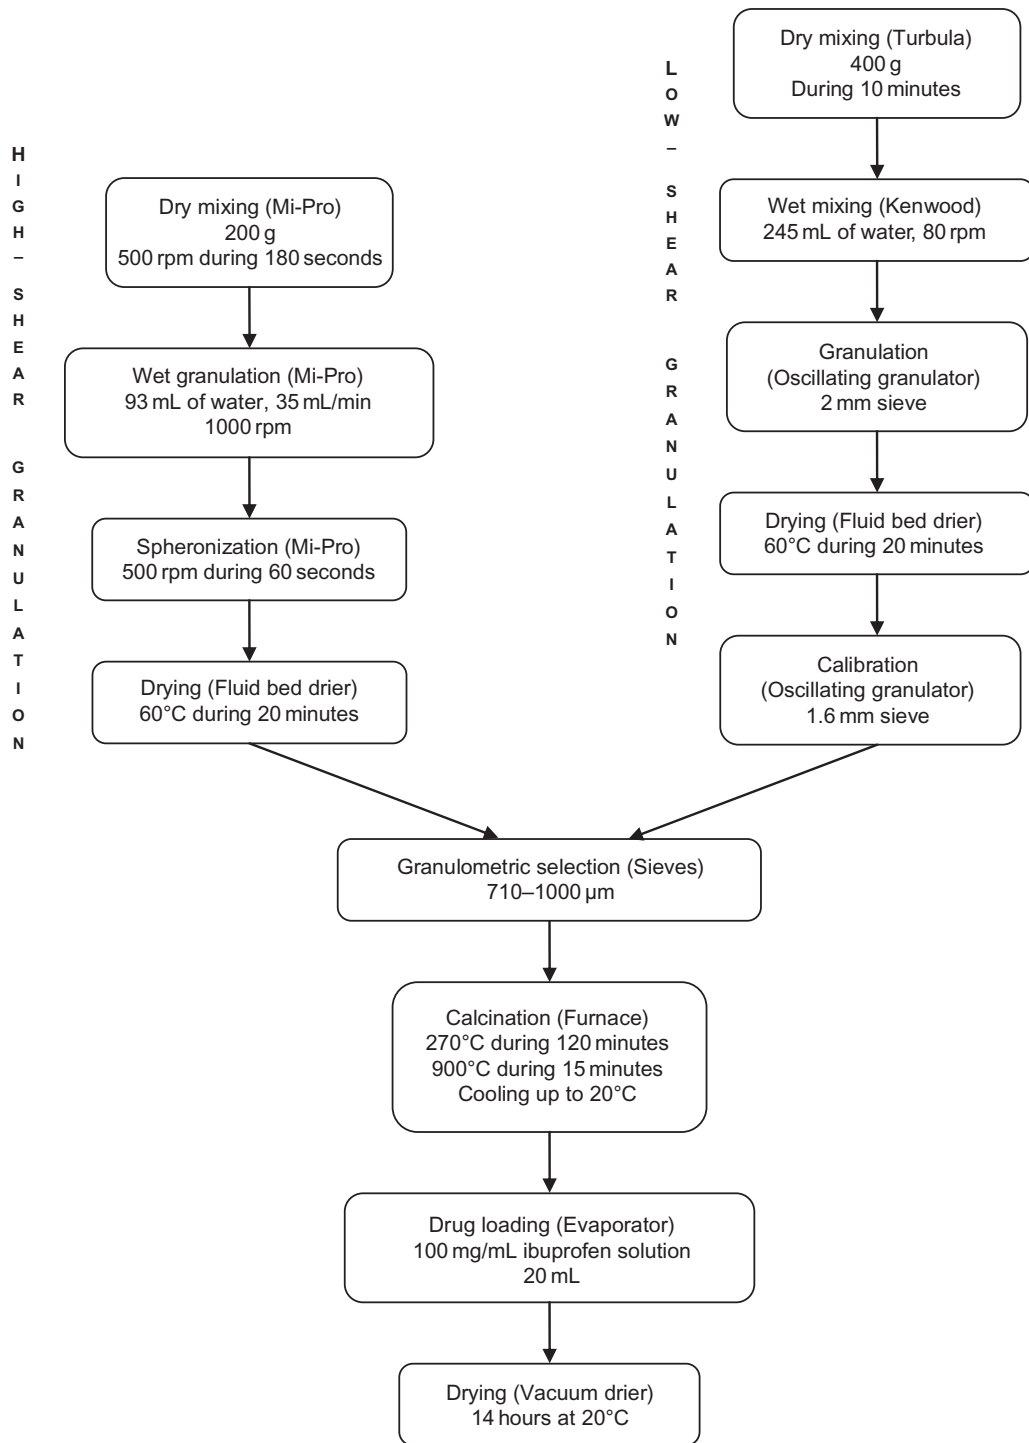 HIGH–SHEAR GRANULATION
Dry mixing (Mi-Pro)
200 g
500 rpm during 180 seconds
Wet granulation (Mi-Pro)
93 mL of water, 35 mL/min
1000 rpm
Spheronization (Mi-Pro)
500 rpm during 60 seconds
Drying (Fluid bed drier)
60°C during 20 minutes
LOW–SHEAR GRANULATION
Dry mixing (Turbula)
400 g
During 10 minutes
Wet mixing (Kenwood)
245 mL of water, 80 rpm
Granulation
(Oscillating granulator)
2 mm sieve
Drying (Fluid bed drier)
60°C during 20 minutes
Calibration
(Oscillating granulator)
1.6 mm sieve
Granulometric selection (Sieves)
710–1000 µm
Calcination (Furnace)
270°C during 120 minutes
900°C during 15 minutes
Cooling up to 20°C
Drug loading (Evaporator)
100 mg/mL ibuprofen solution
20 mL
Drying (Vacuum drier)
14 hours at 20°C